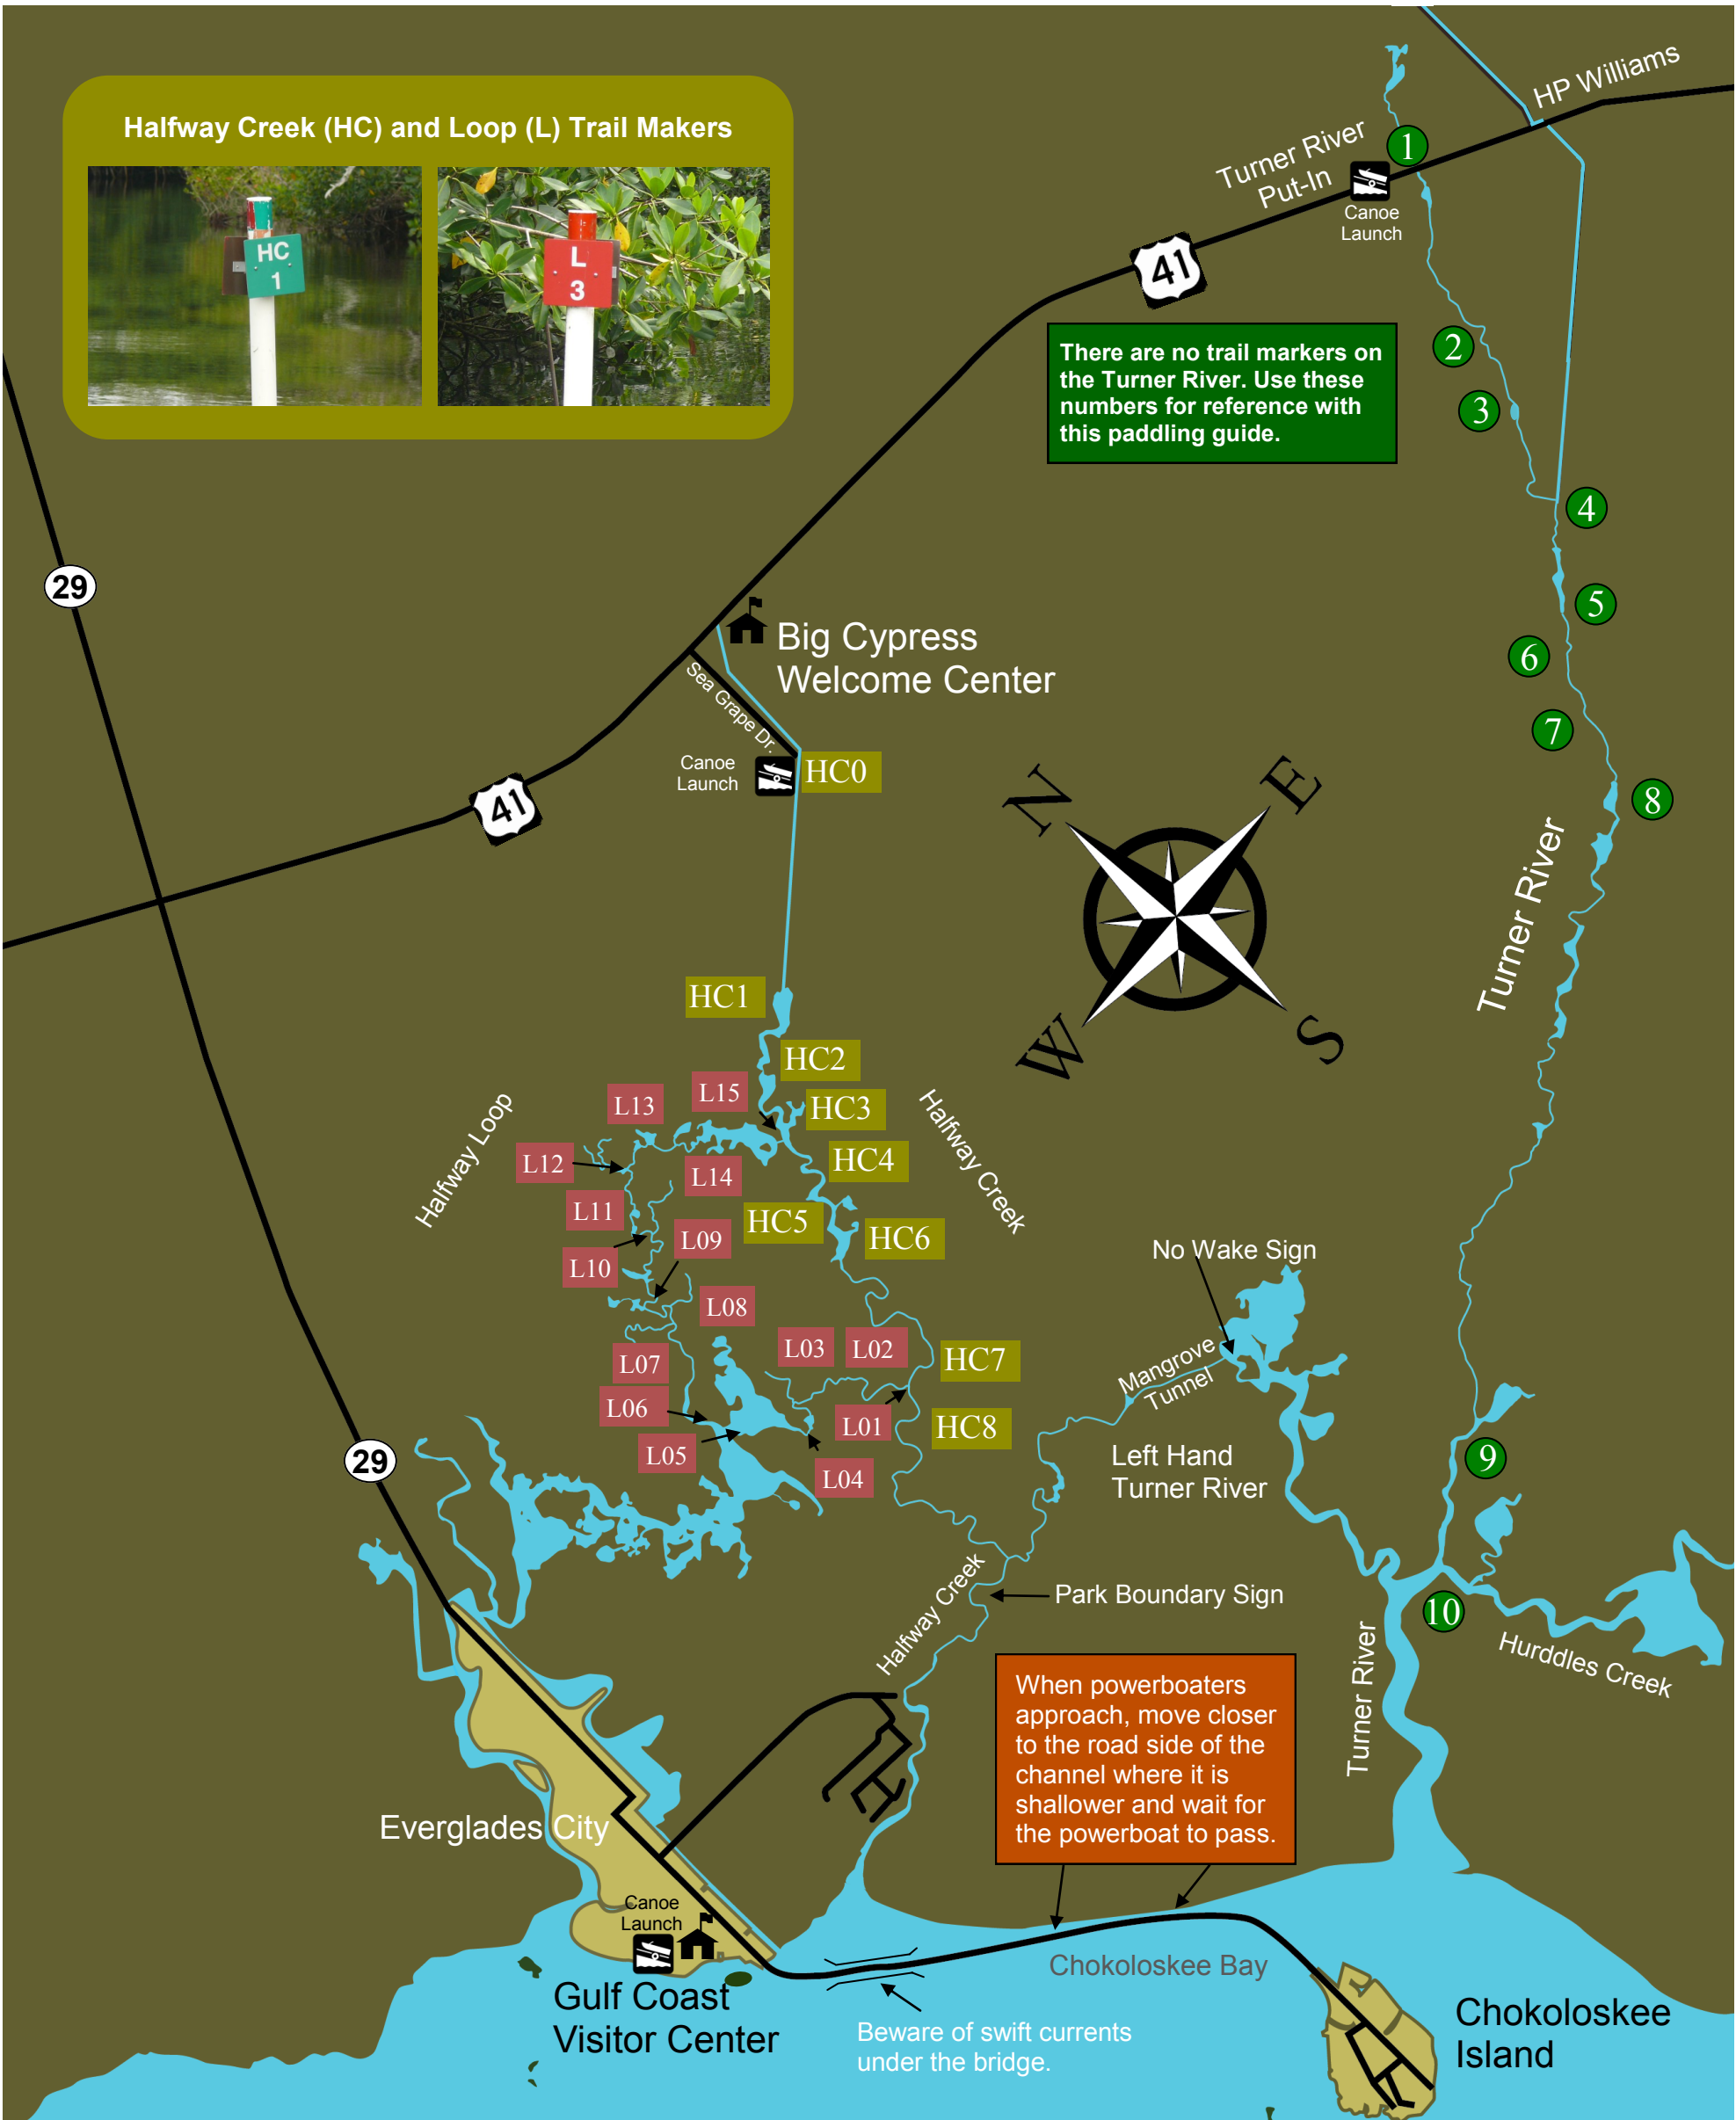 HP Williams
Halfway Creek (HC) and Loop (L) Trail Makers
HC
1
L
3
1
Turner River
Put-In
Canoe
Launch
41
There are no trail markers on
the Turner River. Use these
numbers for reference with
this paddling guide.
2
3
4
5
6
7
8
29
Big Cypress
Welcome Center
Sea Grape Dr.
Canoe
Launch
HC0
41
N
E
S
W
Turner River
HC1
HC2
HC3
HC4
HC5
HC6
HC7
HC8
L15
L13
L12
L14
L11
L09
L10
L08
L03
L02
L07
L06
L01
L05
L04
Halfway Loop
Halfway Creek
No Wake Sign
Mangrove
Tunnel
Left Hand
Turner River
29
9
10
Halfway Creek
Park Boundary Sign
Hurddles Creek
Turner River
When powerboaters
approach, move closer
to the road side of the
channel where it is
shallower and wait for
the powerboat to pass.
Everglades City
Canoe
Launch
Gulf Coast
Visitor Center
Chokoloskee Bay
Beware of swift currents
under the bridge.
Chokoloskee
Island